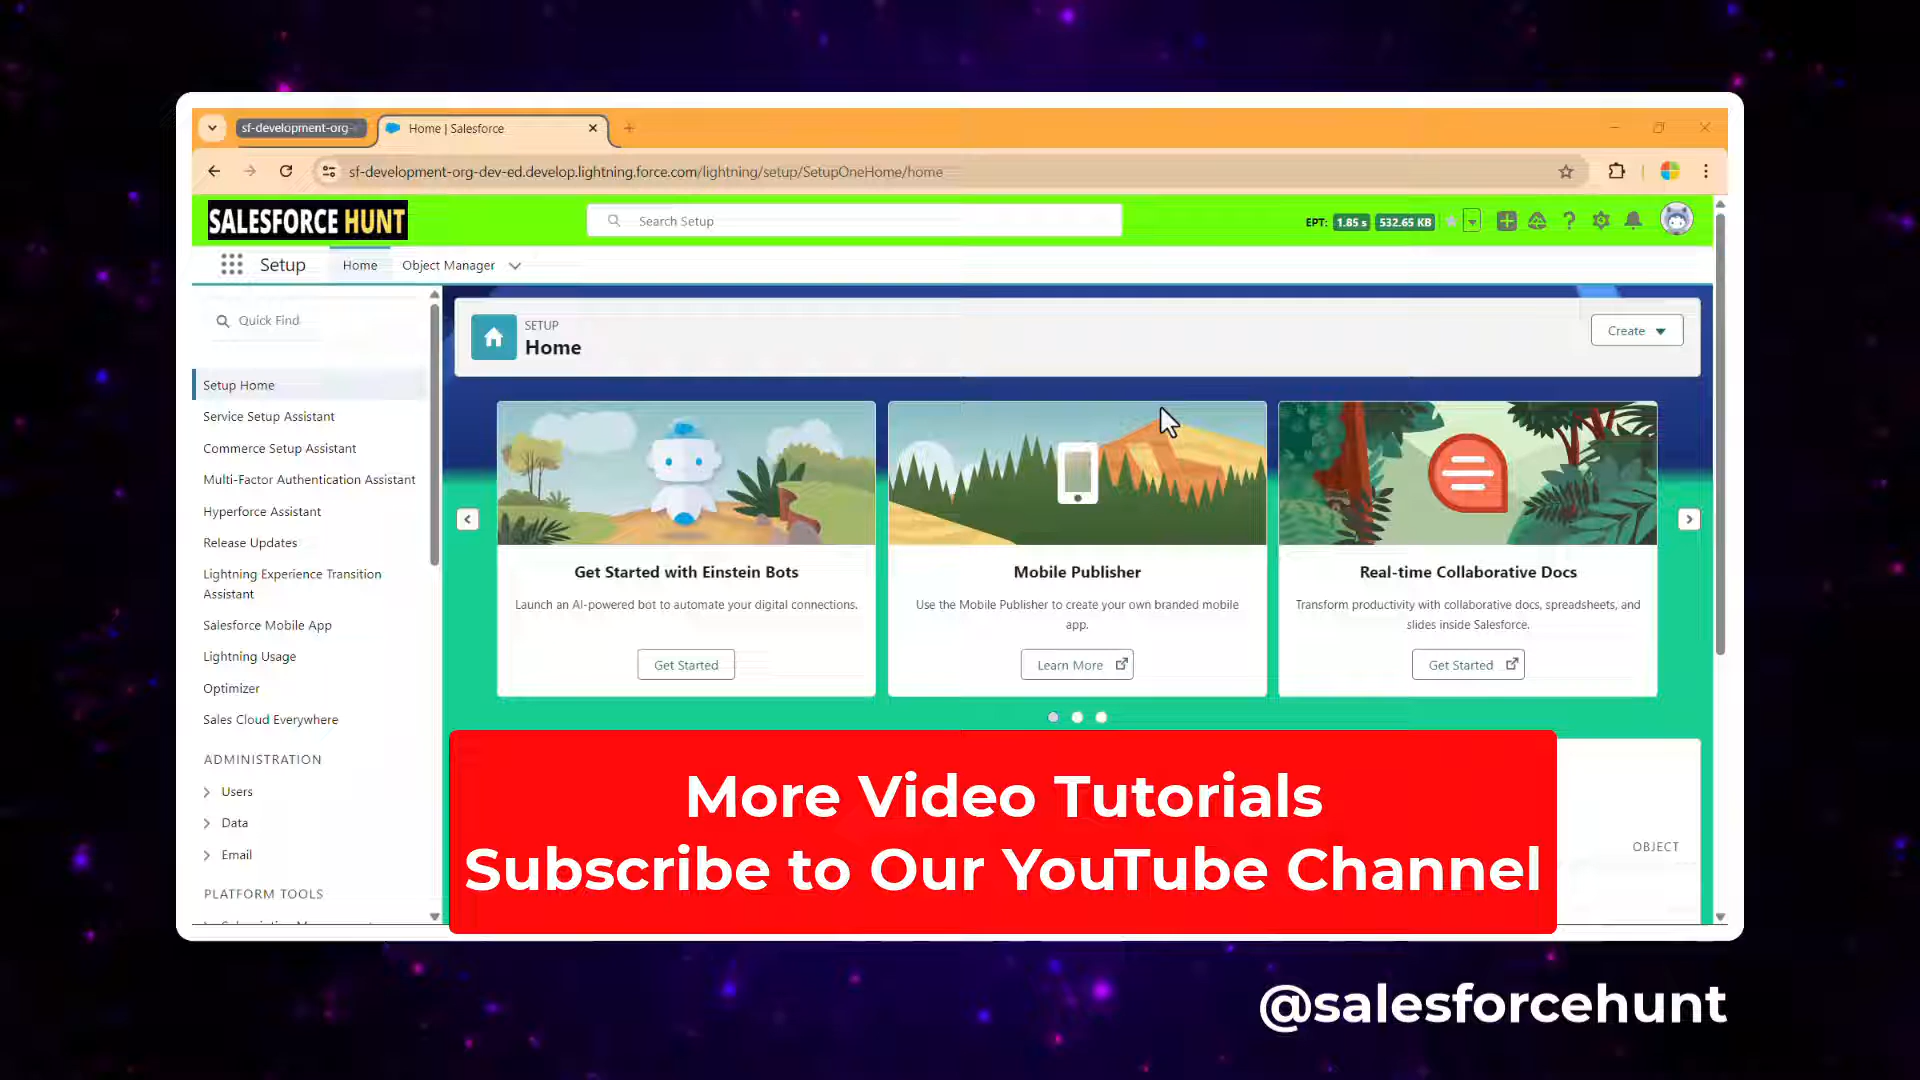 sf-development-org-
Home | Salesforce
sf-development-org-dev-ed.develop.lightning.force.com/lightning/setup/SetupOneHome/home
SALESFORCE HUNT
Search Setup
EPT: 1.85 s 532.65 KB
Setup
Home
Object Manager
Quick Find
SETUP
Home
Create
Setup Home
Service Setup Assistant
Commerce Setup Assistant
Multi-Factor Authentication Assistant
Hyperforce Assistant
Release Updates
Lightning Experience Transition
Assistant
Salesforce Mobile App
Lightning Usage
Optimizer
Sales Cloud Everywhere
ADMINISTRATION
Users
Data
Email
PLATFORM TOOLS
Get Started with Einstein Bots
Launch an AI-powered bot to automate your digital connections.
Get Started
Mobile Publisher
Use the Mobile Publisher to create your own branded mobile
app.
Learn More
Real-time Collaborative Docs
Transform productivity with collaborative docs, spreadsheets, and
slides inside Salesforce.
Get Started
OBJECT
More Video Tutorials
Subscribe to Our YouTube Channel
@salesforcehunt